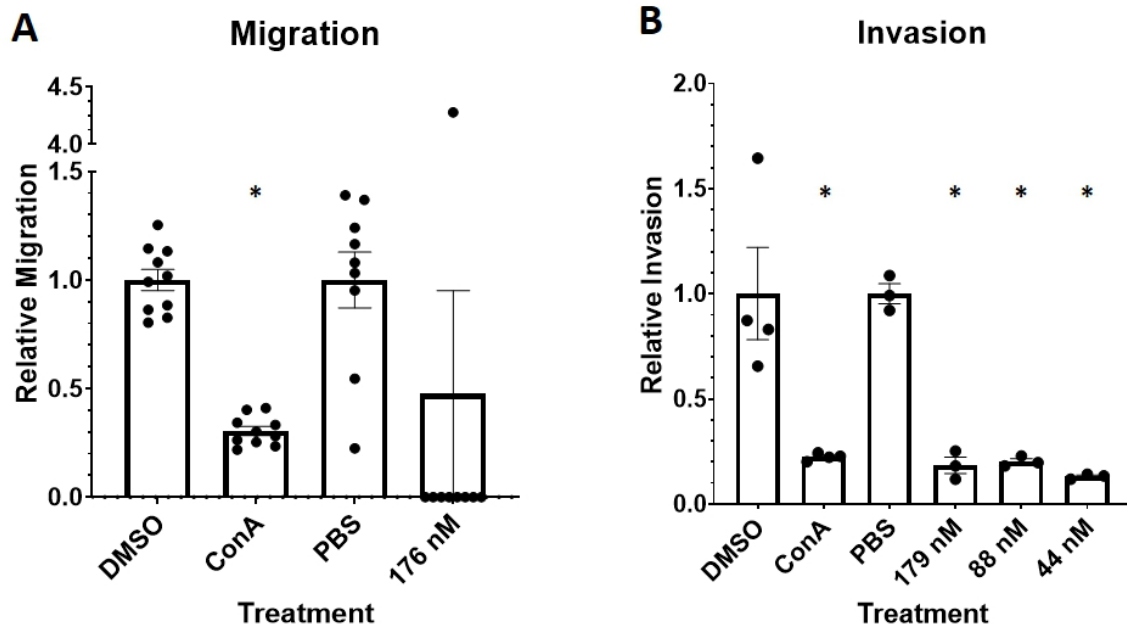 A
Migration
Relative Migration
4.5
4.0
1.5
1.0
0.5
0.0
*
DMSO
ConA
PBS
176 nM
Treatment
B
Invasion
Relative Invasion
2.0
1.5
1.0
0.5
0.0
*
*
*
*
DMSO
ConA
PBS
179 nM
88 nM
44 nM
Treatment